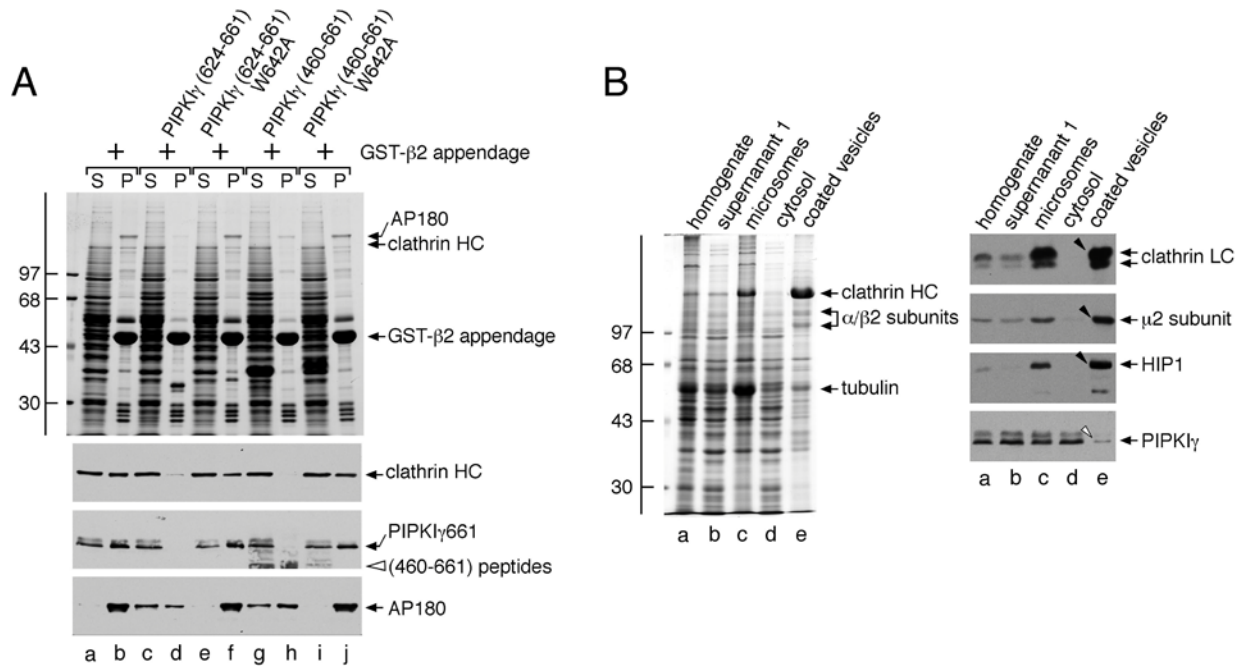 A
PIPKIγ (624-661)
PIPKIγ (624-661)
W642A
PIPKIγ (460-661)
PIPKIγ (460-661)
W642A
+ + + + + GST-β2 appendage
S P S P S P S P S P
AP180
clathrin HC
97
68
GST-β2 appendage
43
30
clathrin HC
PIPKIγ661
(460-661) peptides
AP180
a b c d e f g h i j
B
homogenate
supernanant 1
microsomes
cytosol
coated vesicles
clathrin HC
α/β2 subunits
97
68
tubulin
43
30
a b c d e
homogenate
supernanant 1
microsomes
cytosol
coated vesicles
clathrin LC
μ2 subunit
HIP1
PIPKIγ
a b c d e